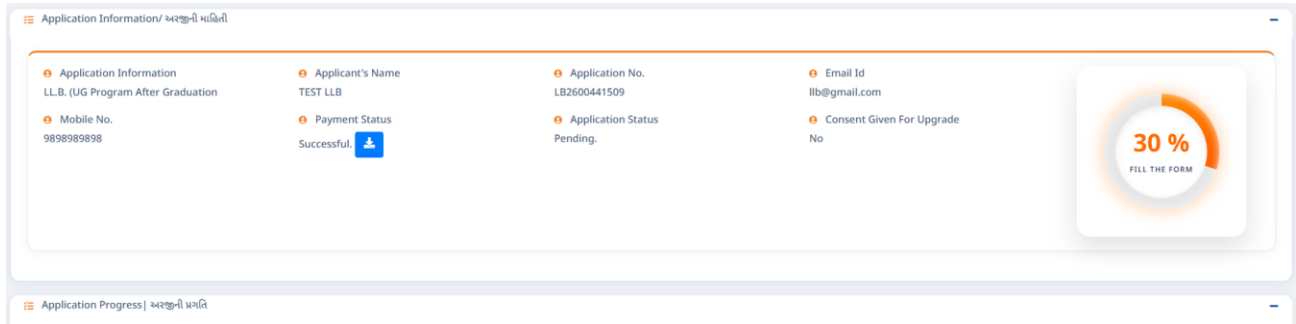 Application Information/ અરજીની માહિતી
Application Information
LL.B. (UG Program After Graduation
Applicant's Name
TEST LLB
Application No.
LB2600441509
Email Id
llb@gmail.com
Mobile No.
9898989898
Payment Status
Successful.
Application Status
Pending.
Consent Given For Upgrade
No
30 %
FILL THE FORM
Application Progress| અરજીની પ્રગતિ